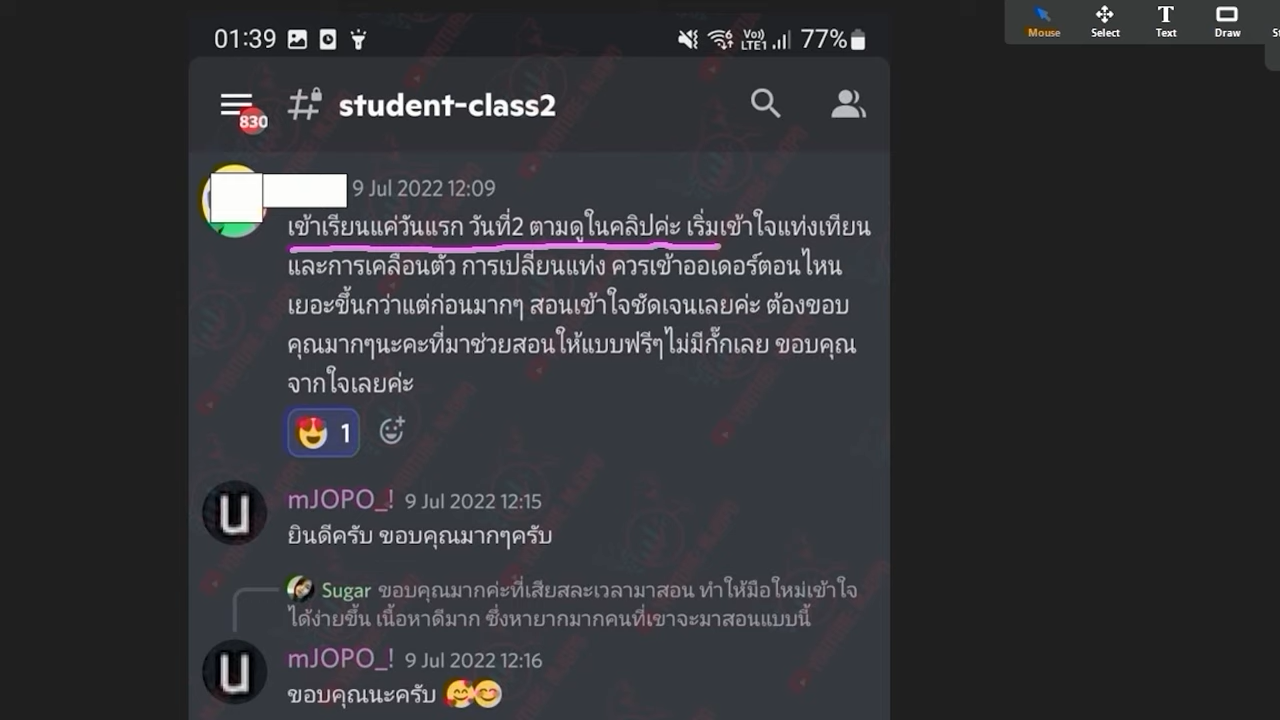 Mouse
Select
Text
Draw
01:39
Vo))
LTE1
77%
830
student-class2
9 Jul 2022 12:09
เข้าเรียนแค่วันแรก วันที่2 ตามดูในคลิปค่ะ เริ่มเข้าใจแท่งเทียน
และการเคลื่อนตัว การเปลี่ยนแท่ง ควรเข้าออเดอร์ตอนไหน
เยอะขึ้นกว่าแต่ก่อนมากๆ สอนเข้าใจชัดเจนเลยค่ะ ต้องขอบ
คุณมากๆนะคะที่มาช่วยสอนให้แบบฟรีๆไม่มีกั๊กเลย ขอบคุณ
จากใจเลยค่ะ
1
U
mJOPO_! 9 Jul 2022 12:15
ยินดีครับ ขอบคุณมากๆครับ
Sugar ขอบคุณมากค่ะที่เสียสละเวลามาสอน ทำให้มือใหม่เข้าใจ
ได้ง่ายขึ้น เนื้อหาดีมาก ซึ่งหายากมากคนที่เขาจะมาสอนแบบนี้
U
mJOPO_! 9 Jul 2022 12:16
ขอบคุณนะครับ 🥰😊